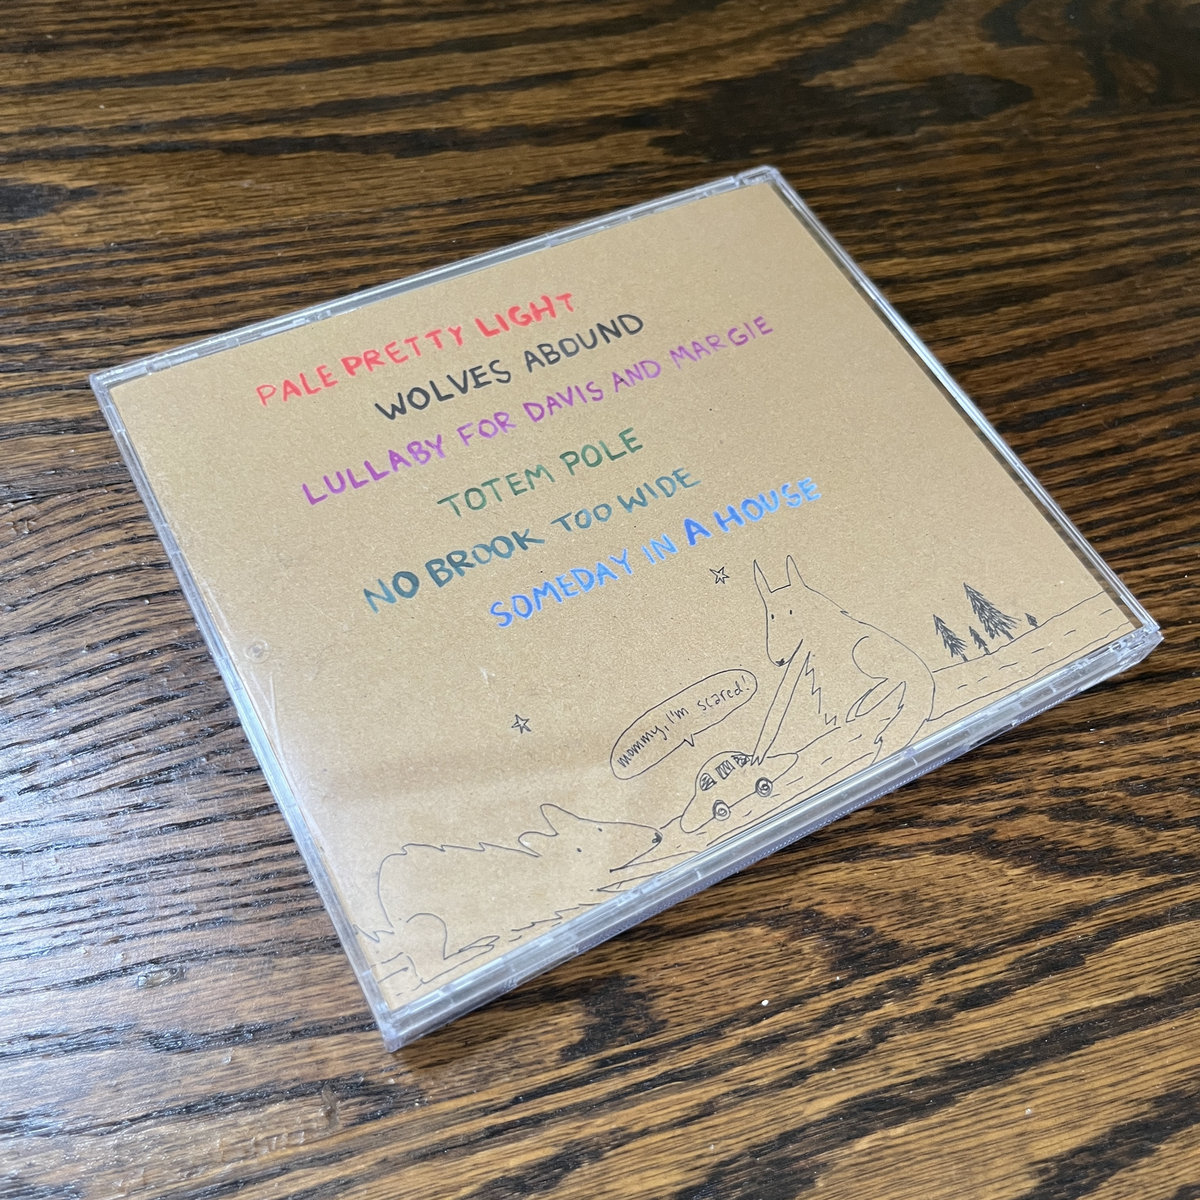 PALE PRETTY LIGHT
WOLVES ABOUND
LULLABY FOR DAVIS AND MARGIE
TOTEM POLE
NO BROOK TOO WIDE
SOMEDAY IN A HOUSE
mommy, I'm scared!